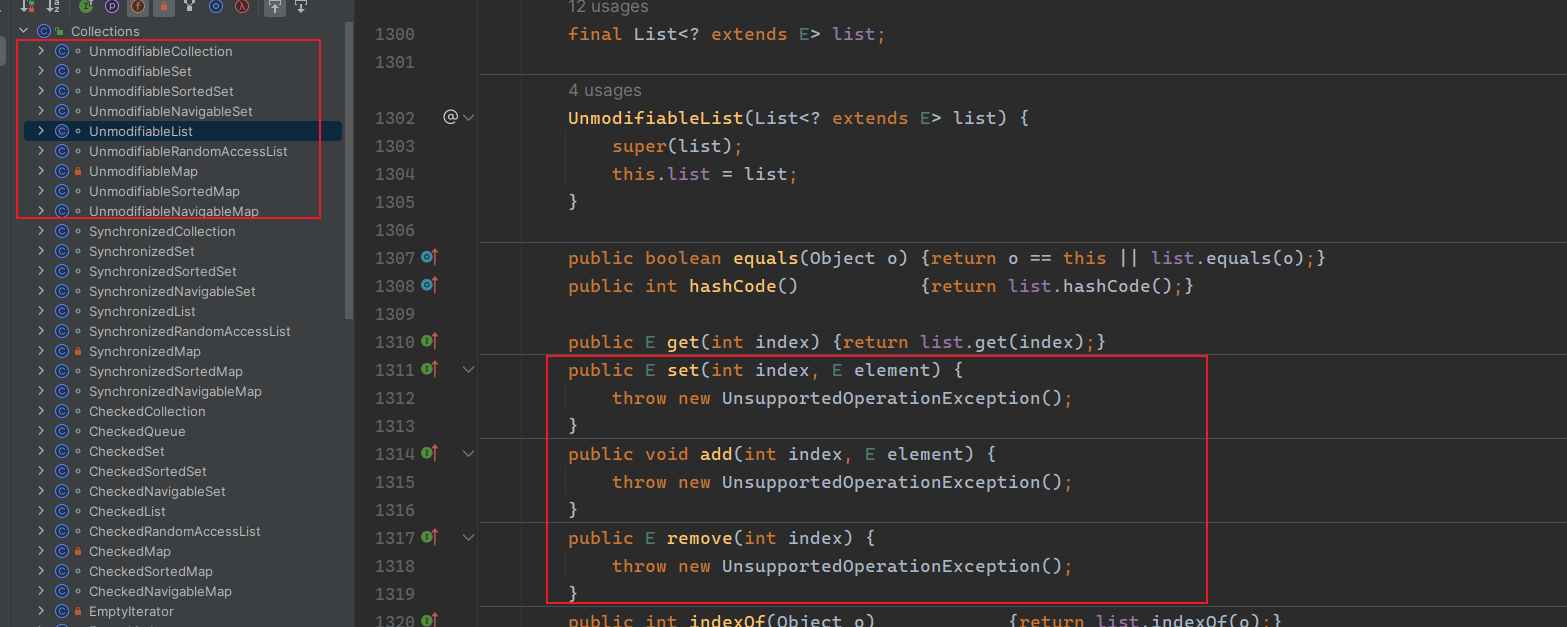 Collections
UnmodifiableCollection
UnmodifiableSet
UnmodifiableSortedSet
UnmodifiableNavigableSet
UnmodifiableList
UnmodifiableRandomAccessList
UnmodifiableMap
UnmodifiableSortedMap
UnmodifiableNavigableMap
SynchronizedCollection
SynchronizedSet
SynchronizedSortedSet
SynchronizedNavigableSet
SynchronizedList
SynchronizedRandomAccessList
SynchronizedMap
SynchronizedSortedMap
SynchronizedNavigableMap
CheckedCollection
CheckedQueue
CheckedSet
CheckedSortedSet
CheckedNavigableSet
CheckedList
CheckedRandomAccessList
CheckedMap
CheckedSortedMap
CheckedNavigableMap
EmptyIterator
12 usages
1300 final List<? extends E> list;
1301
4 usages
1302 @ UnmodifiableList(List<? extends E> list) {
1303 super(list);
1304 this.list = list;
1305 }
1306
1307 public boolean equals(Object o) {return o == this || list.equals(o);}
1308 public int hashCode() {return list.hashCode();}
1309
1310 public E get(int index) {return list.get(index);}
1311 public E set(int index, E element) {
1312 throw new UnsupportedOperationException();
1313 }
1314 public void add(int index, E element) {
1315 throw new UnsupportedOperationException();
1316 }
1317 public E remove(int index) {
1318 throw new UnsupportedOperationException();
1319 }
1320 public int indexOf(Object o) {return list.indexOf(o);}